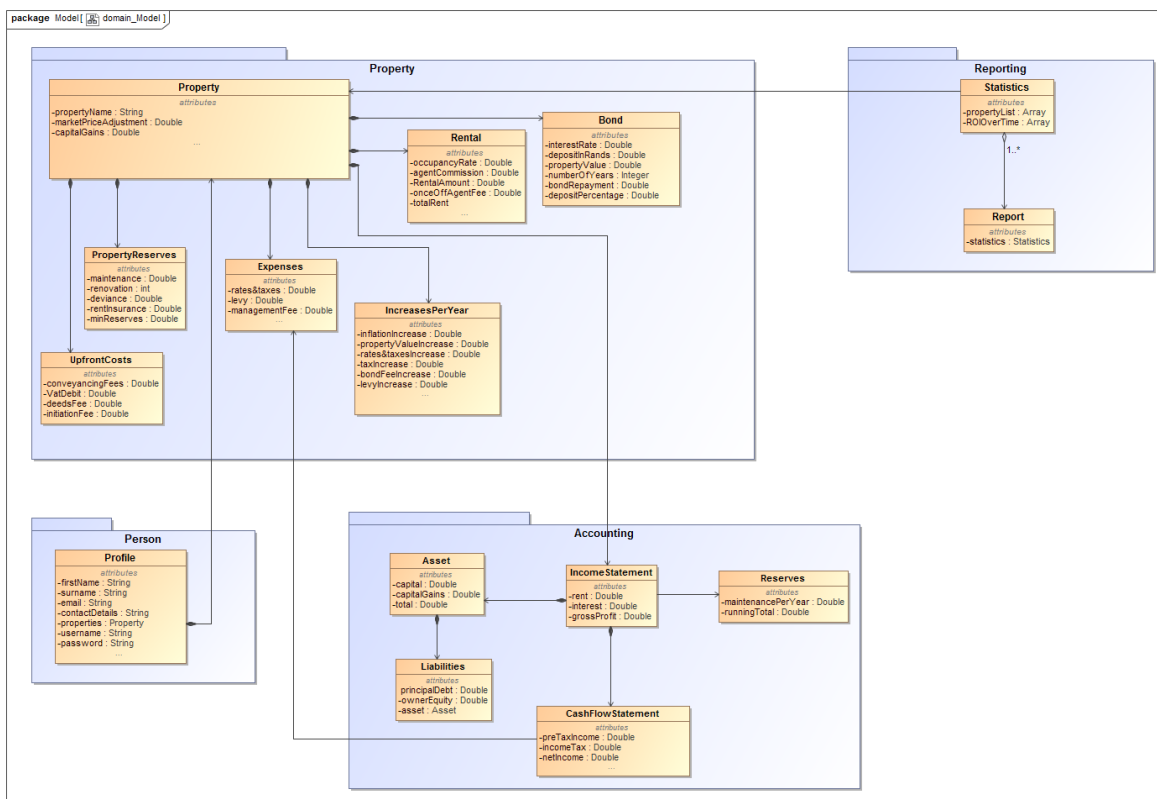 package Model[ domain_Model ]
Property
Property
attributes
-propertyName : String
-marketPriceAdjustment : Double
-capitalGains : Double
...
Bond
attributes
-interestRate : Double
-depositInRands : Double
-propertyValue : Double
-numberOfYears : Integer
-bondRepayment : Double
-depositPercentage : Double
Rental
attributes
-occupancyRate : Double
-agentCommission : Double
-RentalAmount : Double
-onceOffAgentFee : Double
-totalRent
...
PropertyReserves
attributes
-maintenance : Double
-renovation : int
-deviance : Double
-rentInsurance : Double
-minReserves : Double
Expenses
attributes
-rates&taxes : Double
-levy : Double
-managementFee : Double
...
IncreasesPerYear
attributes
-inflationIncrease : Double
-propertyValueIncrease : Double
-rates&taxesIncrease : Double
-taxIncrease : Double
-bondFeeIncrease : Double
-levyIncrease : Double
...
UpfrontCosts
attributes
-conveyancingFees : Double
-VatDebit : Double
-deedsFee : Double
-initiationFee : Double
Reporting
Statistics
attributes
-propertyList : Array
-ROIOverTime : Array
1..*
Report
attributes
-statistics : Statistics
Person
Profile
attributes
-firstName : String
-surname : String
-email : String
-contactDetails : String
-properties : Property
-username : String
-password : String
...
Accounting
Asset
attributes
-capital : Double
-capitalGains : Double
-total : Double
IncomeStatement
attributes
-rent : Double
-interest : Double
-grossProfit : Double
Reserves
attributes
-maintenancePerYear : Double
-runningTotal : Double
Liabilities
attributes
principalDebt : Double
-ownerEquity : Double
-asset : Asset
CashFlowStatement
attributes
-preTaxIncome : Double
-incomeTax : Double
-netIncome : Double
...